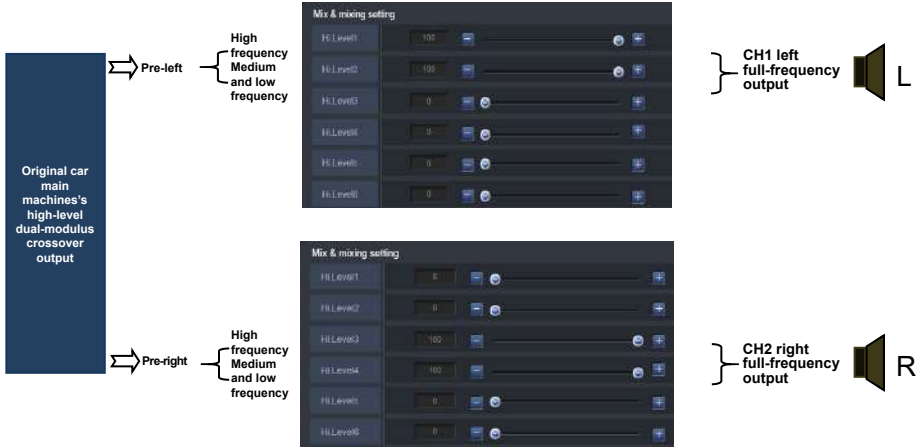 Mix & mixing setting
Hi.Level1 100
Hi.Level2 100
Hi.Level3 0
Hi.Level4 0
Hi.Level5 0
Hi.Level6 0
Pre-left
High
frequency
Medium
and low
frequency
CH1 left
full-frequency
output
L
Original car
main
machines's
high-level
dual-modulus
crossover
output
Mix & mixing setting
Hi.Level1 0
Hi.Level2 0
Hi.Level3 100
Hi.Level4 100
Hi.Level5 0
Hi.Level6 0
Pre-right
High
frequency
Medium
and low
frequency
CH2 right
full-frequency
output
R